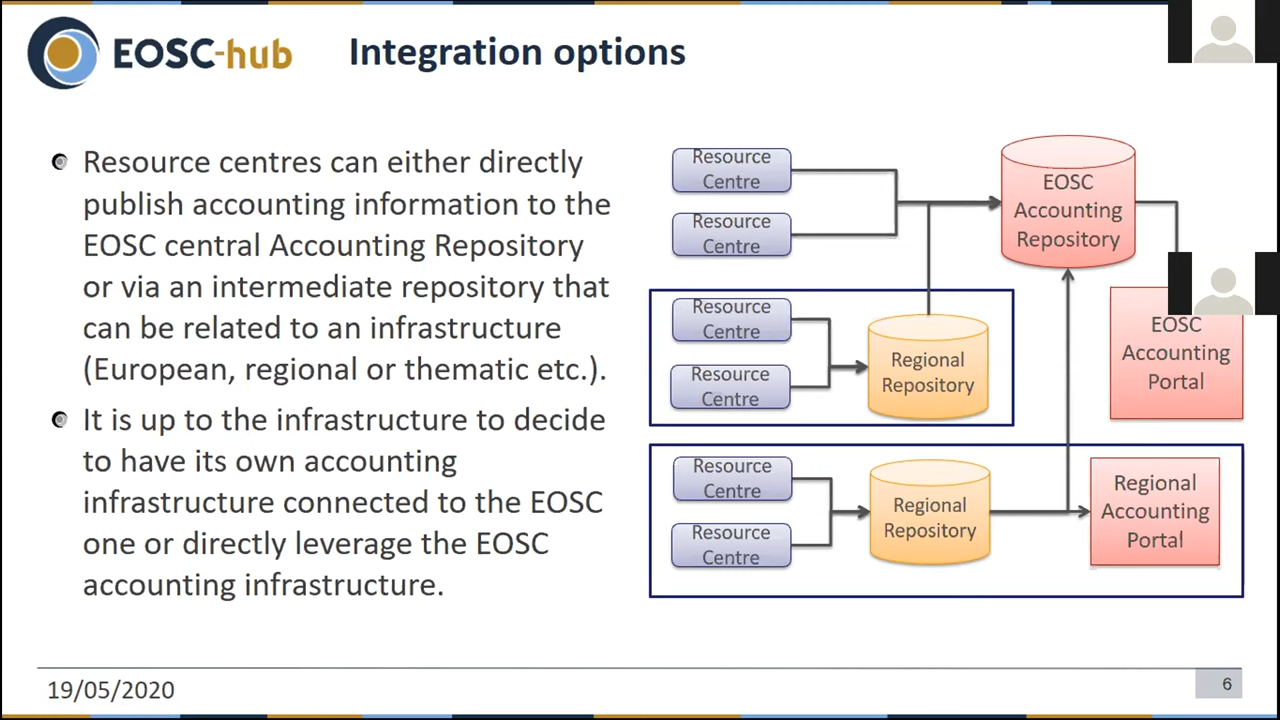 EOSC-hub
Integration options
Resource centres can either directly
publish accounting information to the
EOSC central Accounting Repository
or via an intermediate repository that
can be related to an infrastructure
(European, regional or thematic etc.).
It is up to the infrastructure to decide
to have its own accounting
infrastructure connected to the EOSC
one or directly leverage the EOSC
accounting infrastructure.
Resource
Centre
Resource
Centre
EOSC
Accounting
Repository
Resource
Centre
Resource
Centre
Regional
Repository
EOSC
Accounting
Portal
Resource
Centre
Resource
Centre
Regional
Repository
Regional
Accounting
Portal
19/05/2020
6